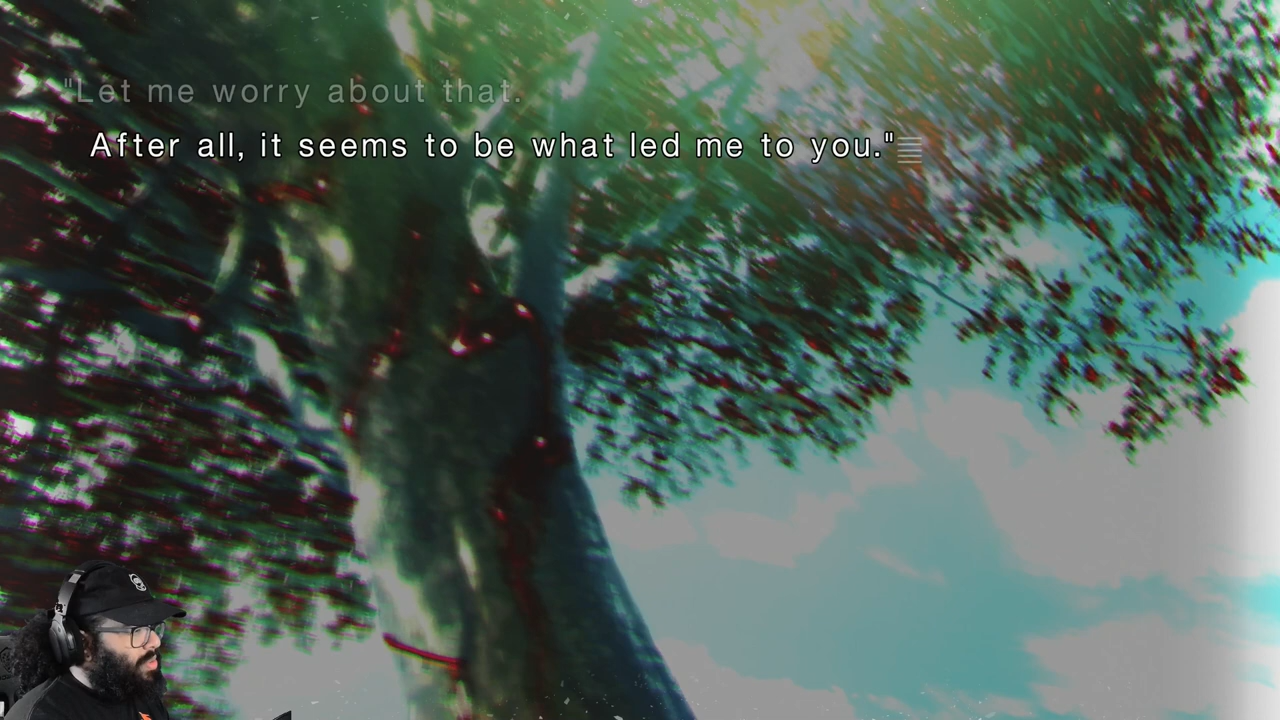 "Let me worry about that.
After all, it seems to be what led me to you."